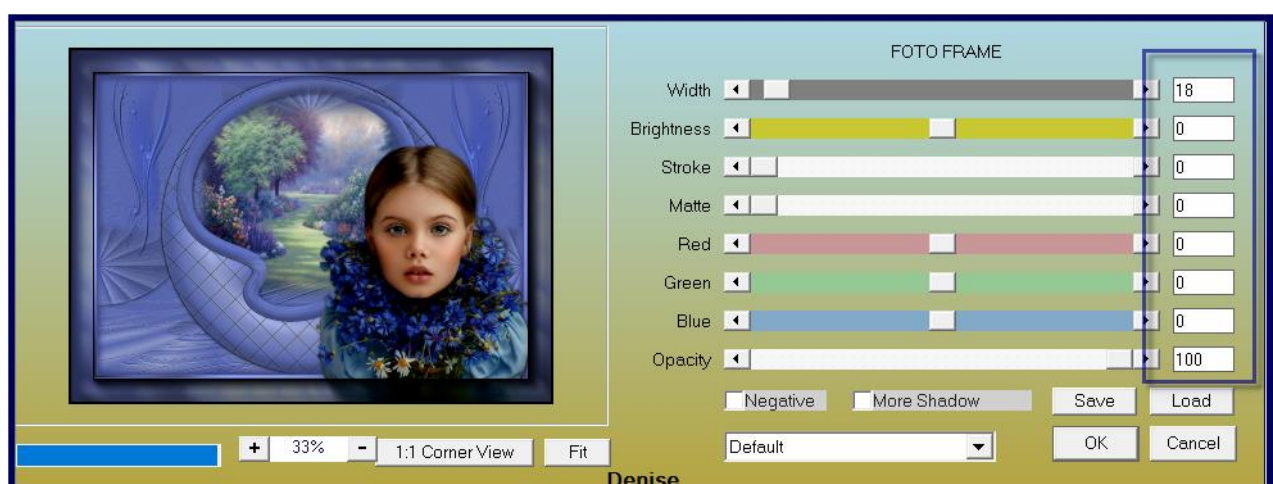 FOTO FRAME
Width 18
Brightness 0
Stroke 0
Matte 0
Red 0
Green 0
Blue 0
Opacity 100
Negative More Shadow Save Load
+ 33% - 1:1 Corner View Fit Default OK Cancel
Denise